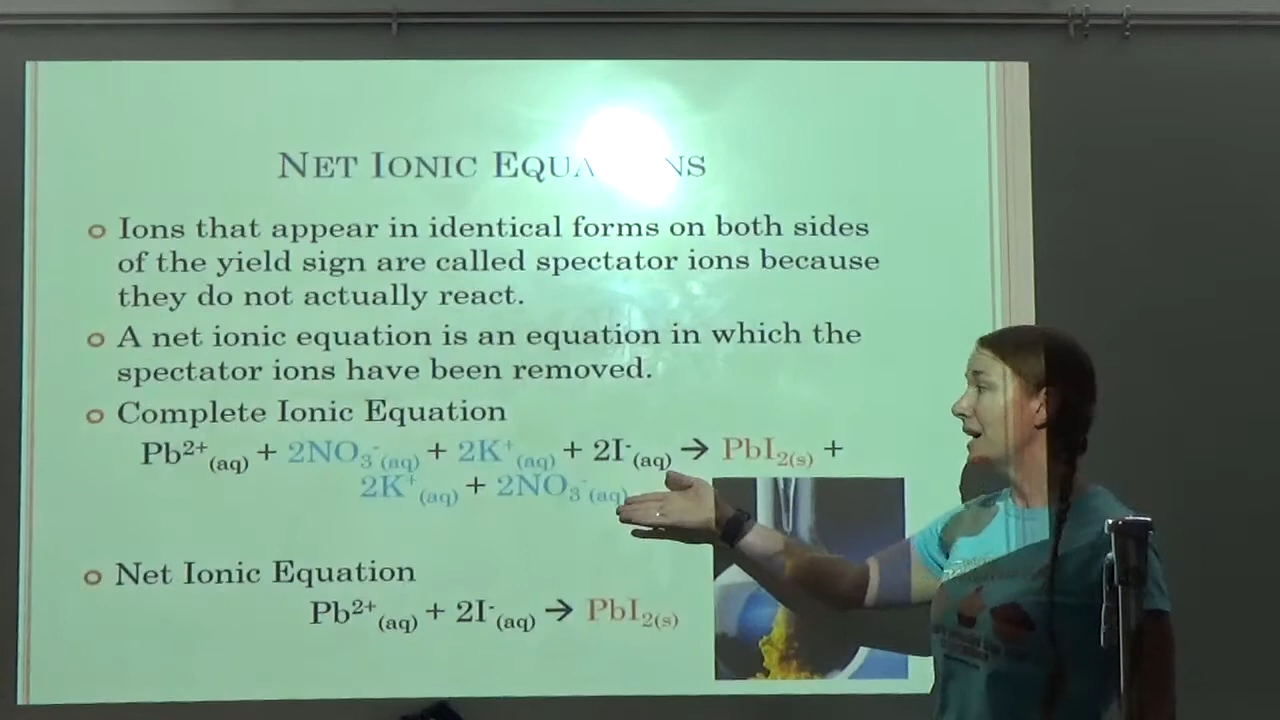 NET IONIC
Ions that appear in identical forms on both sides
of the yield sign are called spectator ions because
they do not actually react.
A net ionic equation is an equation in which the
spectator ions have been removed.
Complete Ionic Equation
Pb²⁺(aq) + 2NO₃⁻(aq) + 2K⁺(aq) + 2I⁻(aq) → PbI₂(s) +
2K⁺(aq) + 2NO₃⁻(aq)
Net Ionic Equation
Pb²⁺(aq) + 2I⁻(aq) → PbI₂(s)